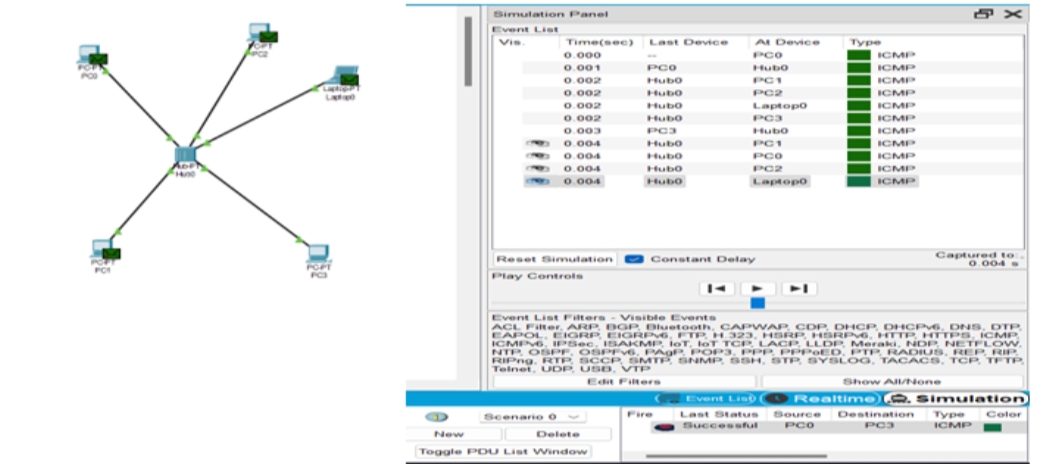 PC-PT
PC2
PC-PT
PC0
Laptop-PT
Laptop0
Hub-PT
Hub0
PC-PT
PC1
PC-PT
PC3
Simulation Panel
Event List
Vis. Time(sec) Last Device At Device Type
0.000 -- PC0 ICMP
0.001 PC0 Hub0 ICMP
0.002 Hub0 PC1 ICMP
0.002 Hub0 PC2 ICMP
0.002 Hub0 Laptop0 ICMP
0.002 Hub0 PC3 ICMP
0.003 PC3 Hub0 ICMP
0.004 Hub0 PC1 ICMP
0.004 Hub0 PC0 ICMP
0.004 Hub0 PC2 ICMP
0.004 Hub0 Laptop0 ICMP
Reset Simulation Constant Delay Captured to:
0.004 s
Play Controls
Event List Filters - Visible Events
ACL Filter, ARP, BGP, Bluetooth, CAPWAP, CDP, DHCP, DHCPv6, DNS, DTP,
EAPOL, EIGRP, EIGRPv6, FTP, H.323, HSRP, HSRPv6, HTTP, HTTPS, ICMP,
ICMPv6, IPSec, ISAKMP, IoT, IoT TCP, LACP, LLDP, Meraki, NDP, NETFLOW,
NTP, OSPF, OSPFv6, PAgP, POP3, PPP, PPPoED, PTP, RADIUS, REP, RIP,
RIPng, RTP, SCCP, SMTP, SNMP, SSH, STP, SYSLOG, TACACS, TCP, TFTP,
Telnet, UDP, USB, VTP
Edit Filters Show All/None
Event List Realtime Simulation
Scenario 0 Fire Last Status Source Destination Type Color
New Delete Successful PC0 PC3 ICMP
Toggle PDU List Window